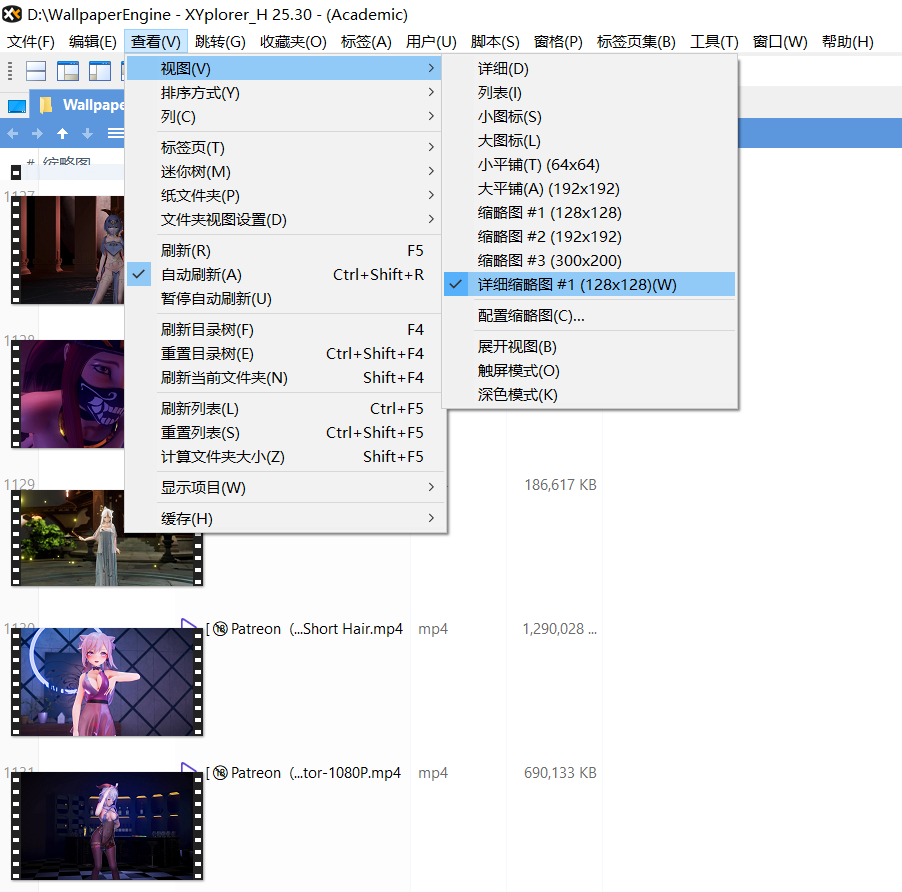 D:\WallpaperEngine - XYplorer_H 25.30 - (Academic)
文件(F) 编辑(E) 查看(V) 跳转(G) 收藏夹(O) 标签(A) 用户(U) 脚本(S) 窗格(P) 标签页集(B) 工具(T) 窗口(W) 帮助(H)
Wallpape
# 缩略图
视图(V)
排序方式(Y)
列(C)
标签页(T)
迷你树(M)
纸文件夹(P)
文件夹视图设置(D)
刷新(R) F5
自动刷新(A) Ctrl+Shift+R
暂停自动刷新(U)
刷新目录树(F) F4
重置目录树(E) Ctrl+Shift+F4
刷新当前文件夹(N) Shift+F4
刷新列表(L) Ctrl+F5
重置列表(S) Ctrl+Shift+F5
计算文件夹大小(Z) Shift+F5
显示项目(W)
缓存(H)
详细(D)
列表(I)
小图标(S)
大图标(L)
小平铺(T) (64x64)
大平铺(A) (192x192)
缩略图 #1 (128x128)
缩略图 #2 (192x192)
缩略图 #3 (300x200)
详细缩略图 #1 (128x128)(W)
配置缩略图(C)...
展开视图(B)
触屏模式(O)
深色模式(K)
1127
1128
1129 186,617 KB
1130 [🔞Patreon (...Short Hair.mp4 mp4 1,290,028 ...
1131 [🔞Patreon (...tor-1080P.mp4 mp4 690,133 KB